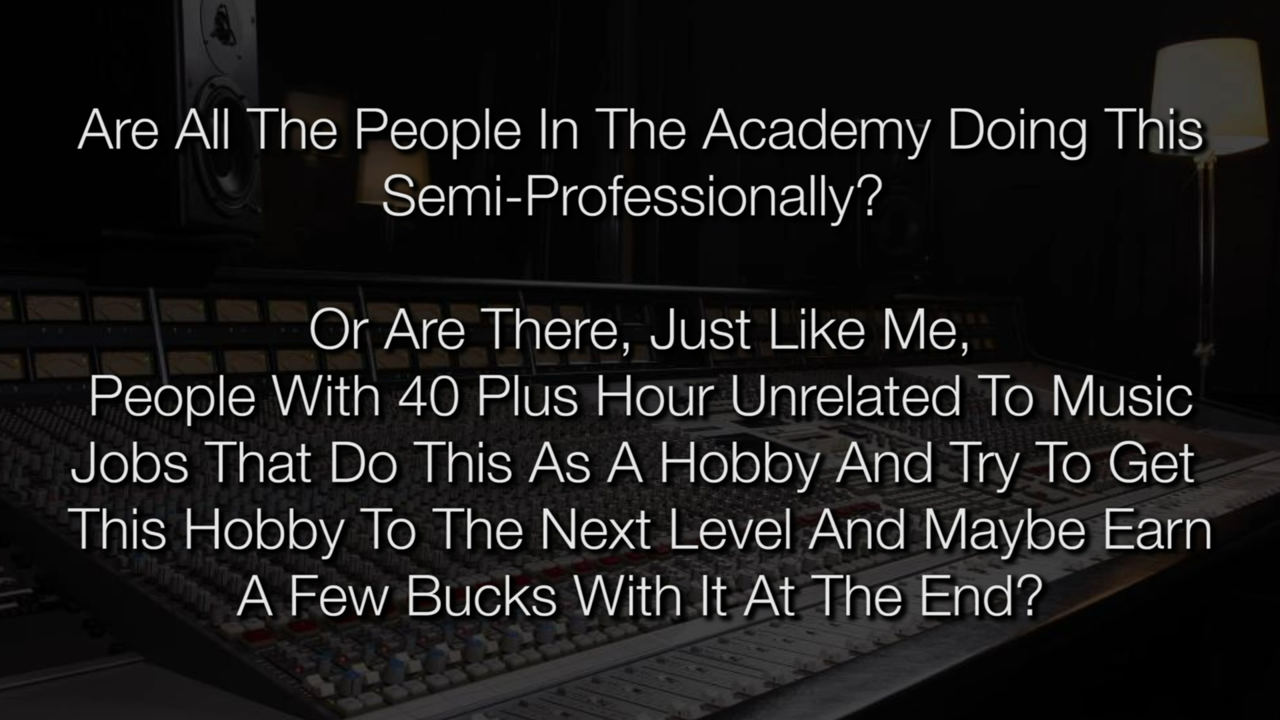 Are All The People In The Academy Doing This
Semi-Professionally?
Or Are There, Just Like Me,
People With 40 Plus Hour Unrelated To Music
Jobs That Do This As A Hobby And Try To Get
This Hobby To The Next Level And Maybe Earn
A Few Bucks With It At The End?